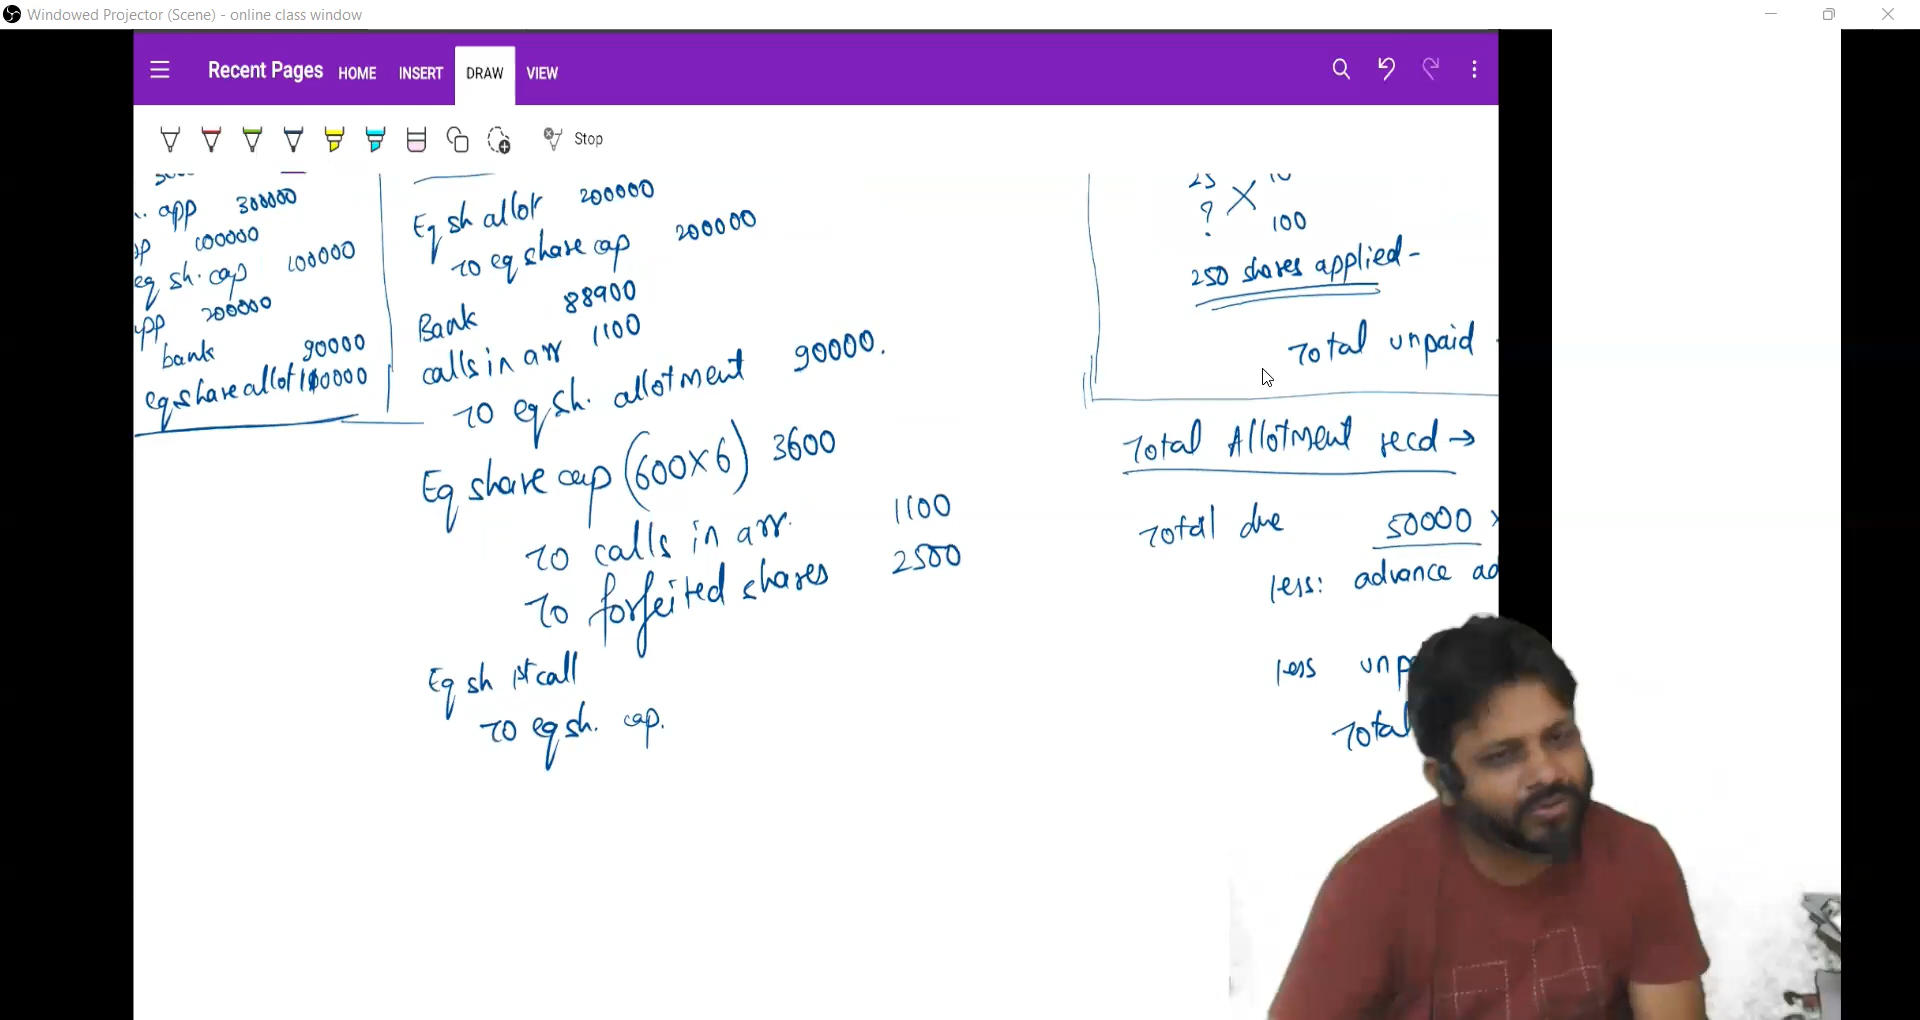 Windowed Projector (Scene) - online class window
Recent Pages HOME INSERT DRAW VIEW
Stop
app 300000
100000
eq sh. cap 100000
200000
bank 90000
eq share allot 100000
Eq sh allot 200000
To eq share cap 200000
Bank 88900
calls in arr 1100
To eq sh. allotment 90000.
Eq share cap (600x6) 3600
To calls in arr. 1100
To forfeited shares 2500
Eq sh 1st call
To eq sh. cap.
25
? 100
250 shares applied-
Total unpaid
Total Allotment recd →
Total due 50000 x
less: advance ad
less unp
Total